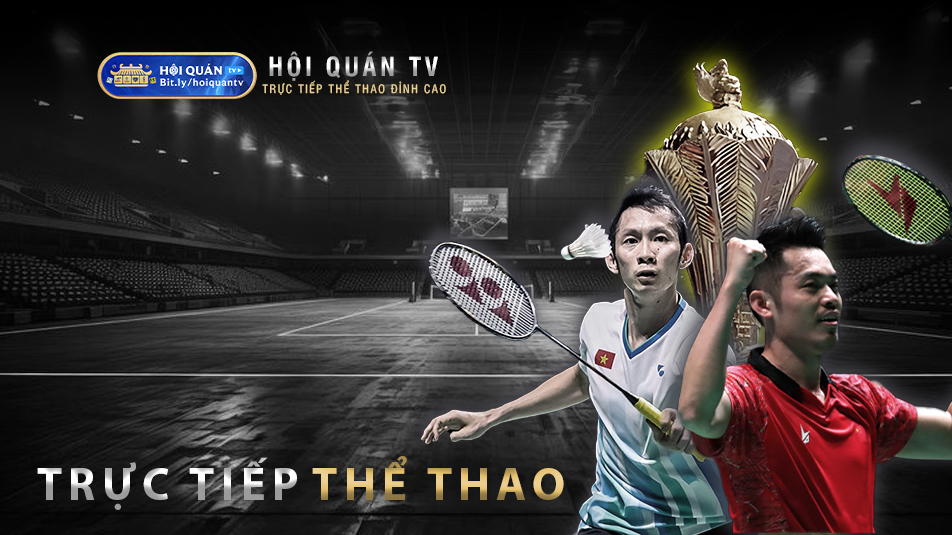 HỘI QUÁN TV
Bit.ly/hoiquantv
HỘI QUÁN TV
TRỰC TIẾP THỂ THAO ĐỈNH CAO
TRỰC TIẾP THỂ THAO